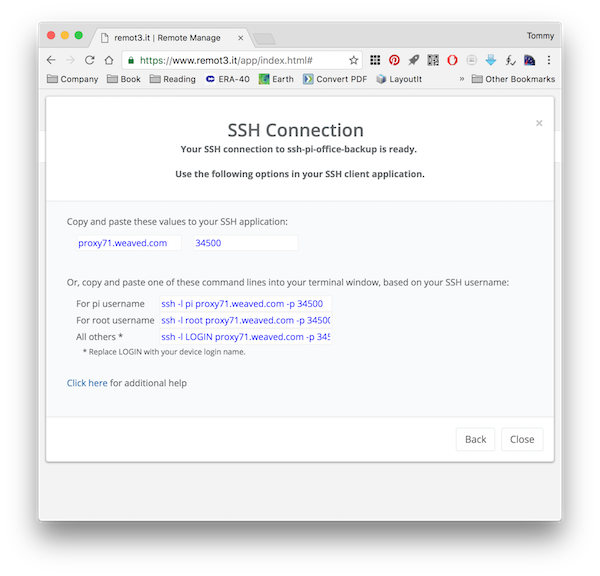 remot3.it | Remote Manage
Tommy
https://www.remot3.it/app/index.html#
Company Book Reading ERA-40 Earth Convert PDF LayoutIt » Other Bookmarks
SSH Connection
×
Your SSH connection to ssh-pi-office-backup is ready.
Use the following options in your SSH client application.
Copy and paste these values to your SSH application:
proxy71.weaved.com 34500
Or, copy and paste one of these command lines into your terminal window, based on your SSH username:
For pi username ssh -l pi proxy71.weaved.com -p 34500
For root username ssh -l root proxy71.weaved.com -p 34500
All others * ssh -l LOGIN proxy71.weaved.com -p 345
* Replace LOGIN with your device login name.
Click here for additional help
Back Close